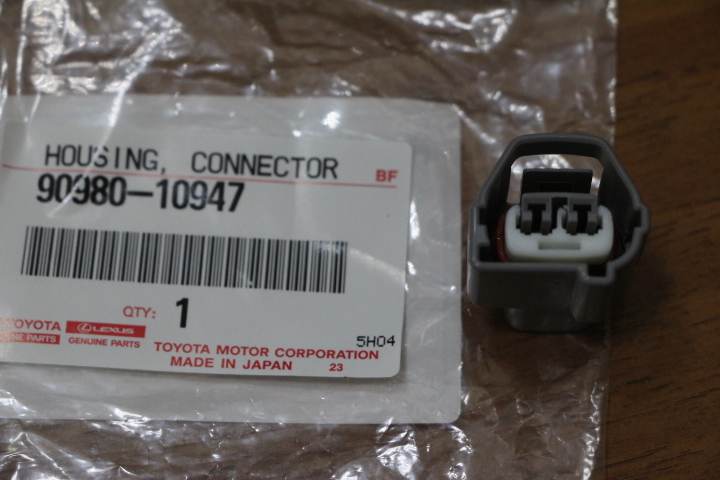 HOUSING, CONNECTOR BF
90980-10947
QTY: 1
5H04
TOYOTA LEXUS
GENUINE PARTS GENUINE PARTS
TOYOTA MOTOR CORPORATION
MADE IN JAPAN 23